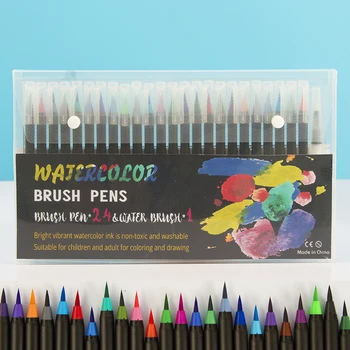 WATERCOLOR
BRUSH PENS
BRUSH PEN·24&WATER BRUSH·1
Bright vibrant watercolor ink is non-toxic and washable
Suitable for children and adult for coloring and drawing
CE
Made in China